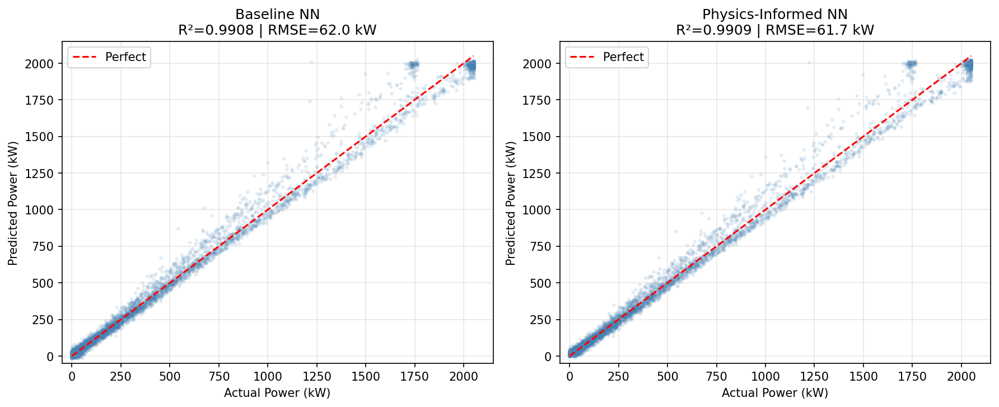 Baseline NN
R²=0.9908 | RMSE=62.0 kW
Perfect
2000
1750
1500
1250
1000
750
500
250
0
Predicted Power (kW)
0 250 500 750 1000 1250 1500 1750 2000
Actual Power (kW)
Physics-Informed NN
R²=0.9909 | RMSE=61.7 kW
Perfect
2000
1750
1500
1250
1000
750
500
250
0
Predicted Power (kW)
0 250 500 750 1000 1250 1500 1750 2000
Actual Power (kW)